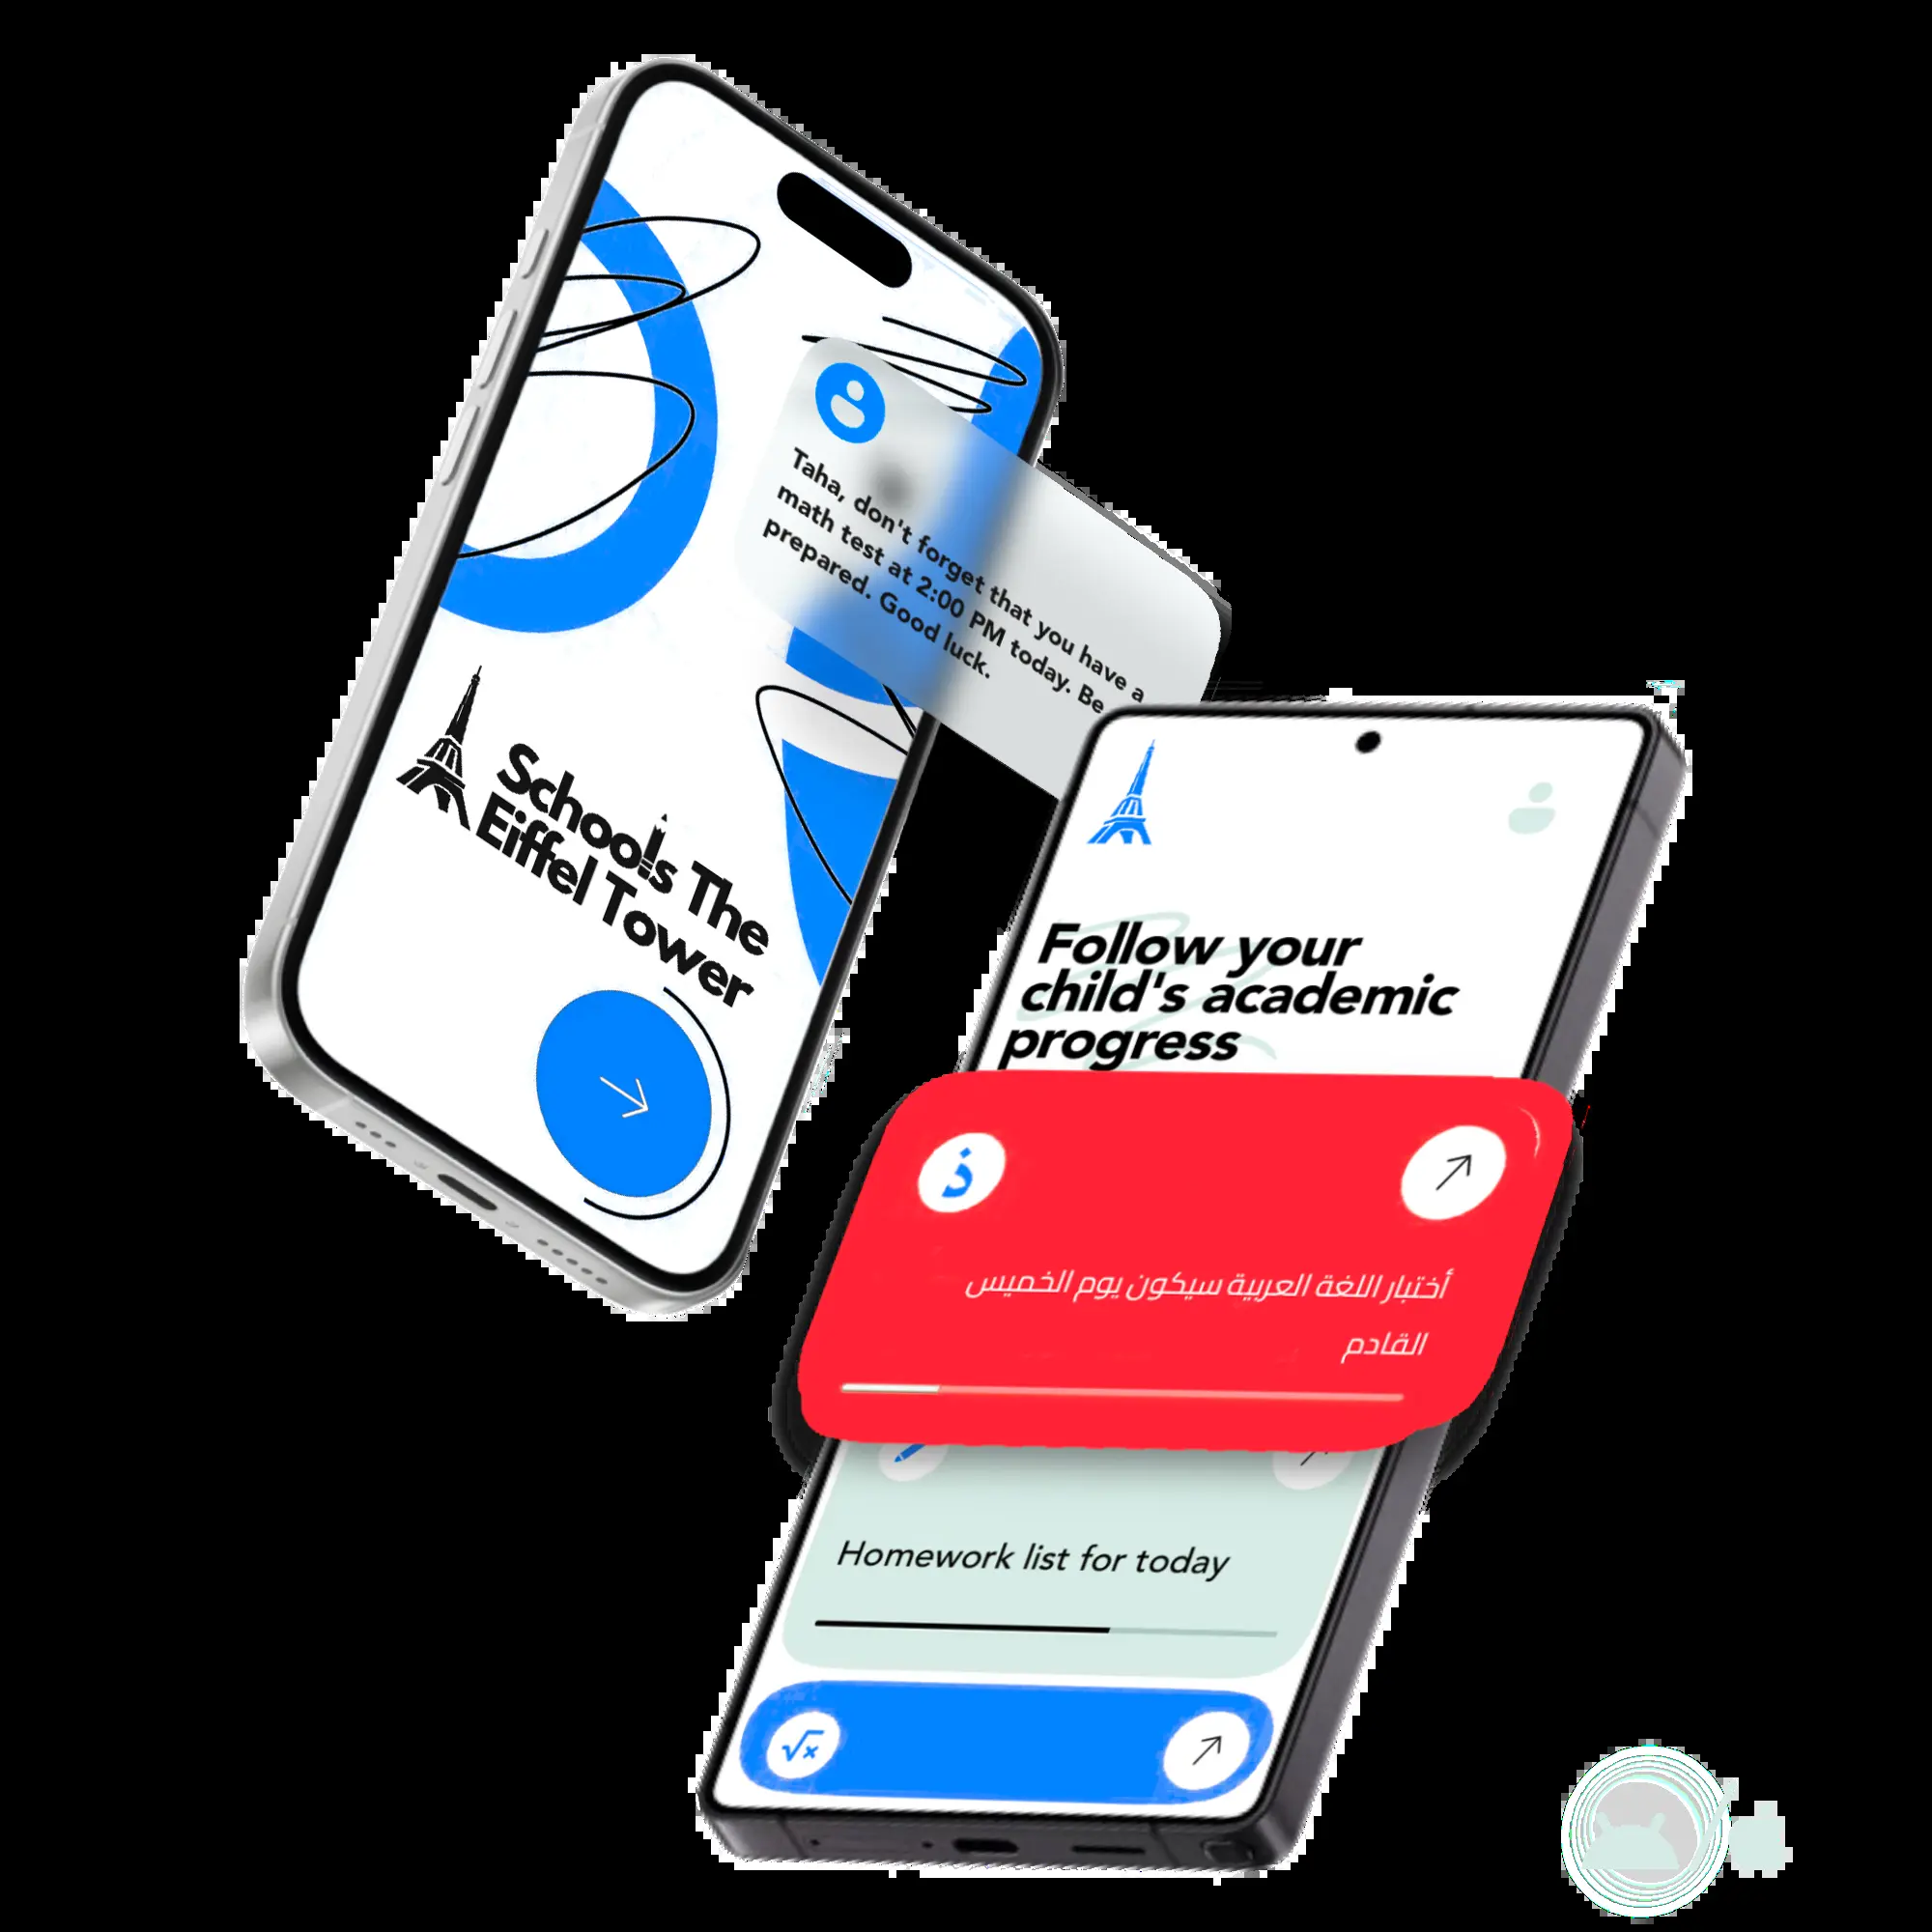 Taha, don't forget that you have a
math test at 2:00 PM today. Be
prepared. Good luck.
Schools The
Eiffel Tower
Follow your
child's academic
progress
ض
أختبار اللغة العربية سيكون يوم الخميس
القادم
Homework list for today
√x